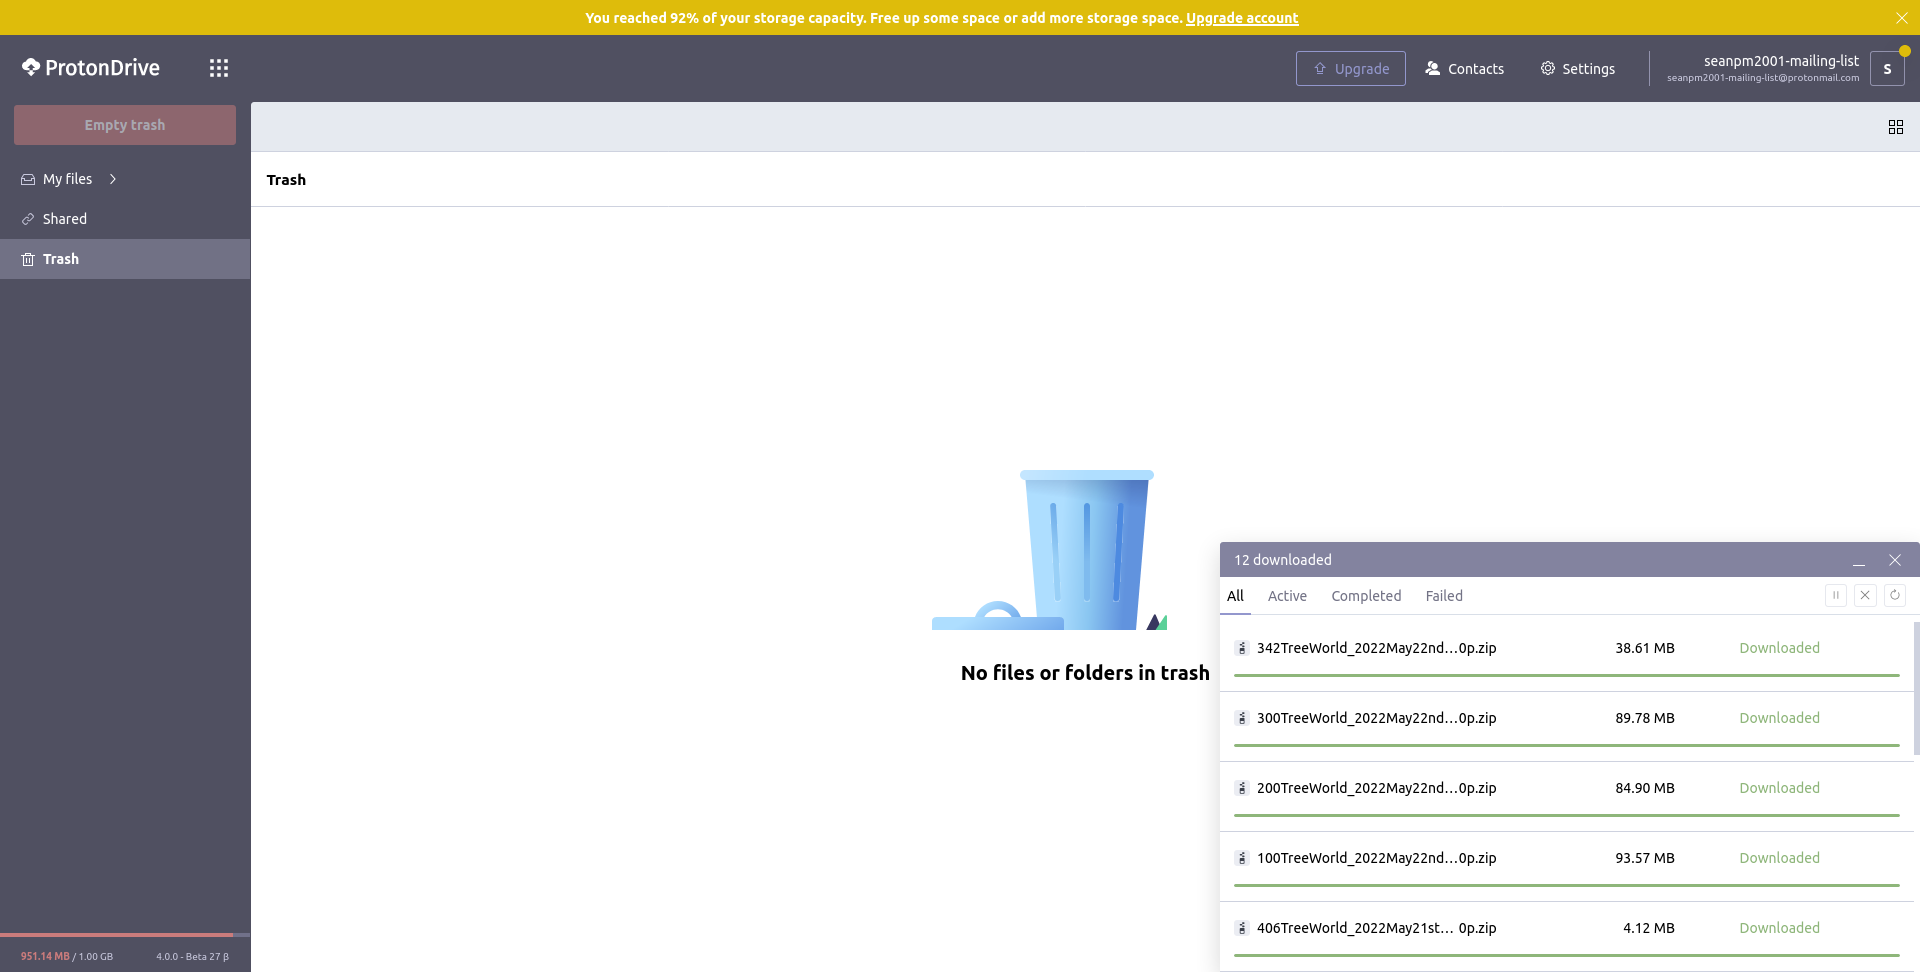 You reached 92% of your storage capacity. Free up some space or add more storage space. Upgrade account
ProtonDrive
Upgrade
Contacts
Settings
seanpm2001-mailing-list
seanpm2001-mailing-list@protonmail.com
S
Empty trash
My files
Shared
Trash
Trash
No files or folders in trash
12 downloaded
All Active Completed Failed
342TreeWorld_2022May22nd...0p.zip 38.61 MB Downloaded
300TreeWorld_2022May22nd...0p.zip 89.78 MB Downloaded
200TreeWorld_2022May22nd...0p.zip 84.90 MB Downloaded
100TreeWorld_2022May22nd...0p.zip 93.57 MB Downloaded
406TreeWorld_2022May21st... 0p.zip 4.12 MB Downloaded
951.14 MB / 1.00 GB 4.0.0 - Beta 27 β